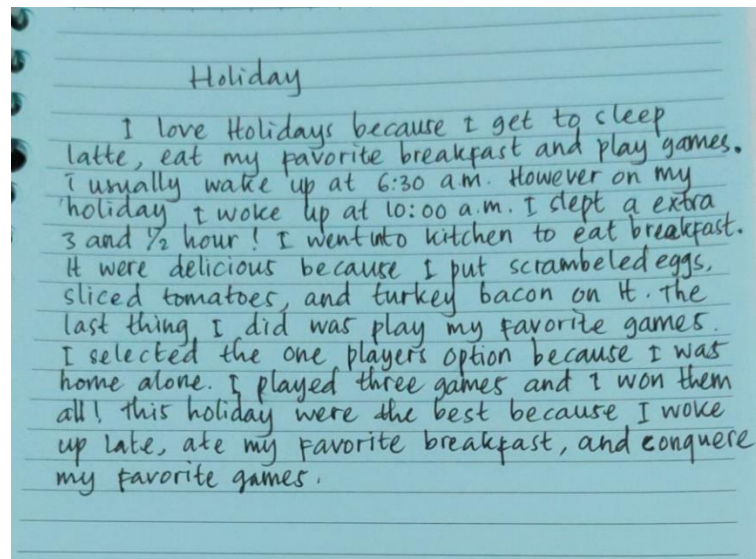 Holiday
I love Holidays because I get to sleep
latte, eat my favorite breakfast and play games.
i usually wake up at 6:30 a.m. However on my
holiday I woke up at 10:00 a.m. I slept a extra
3 and 1/2 hour! I went into kitchen to eat breakfast.
It were delicious because I put scrambeled eggs,
sliced tomatoes, and turkey bacon on it. The
last thing I did was play my favorite games.
I selected the one players option because I was
home alone. I played three games and I won them
all! this holiday were the best because I woke
up late, ate my favorite breakfast, and conquere
my favorite games.